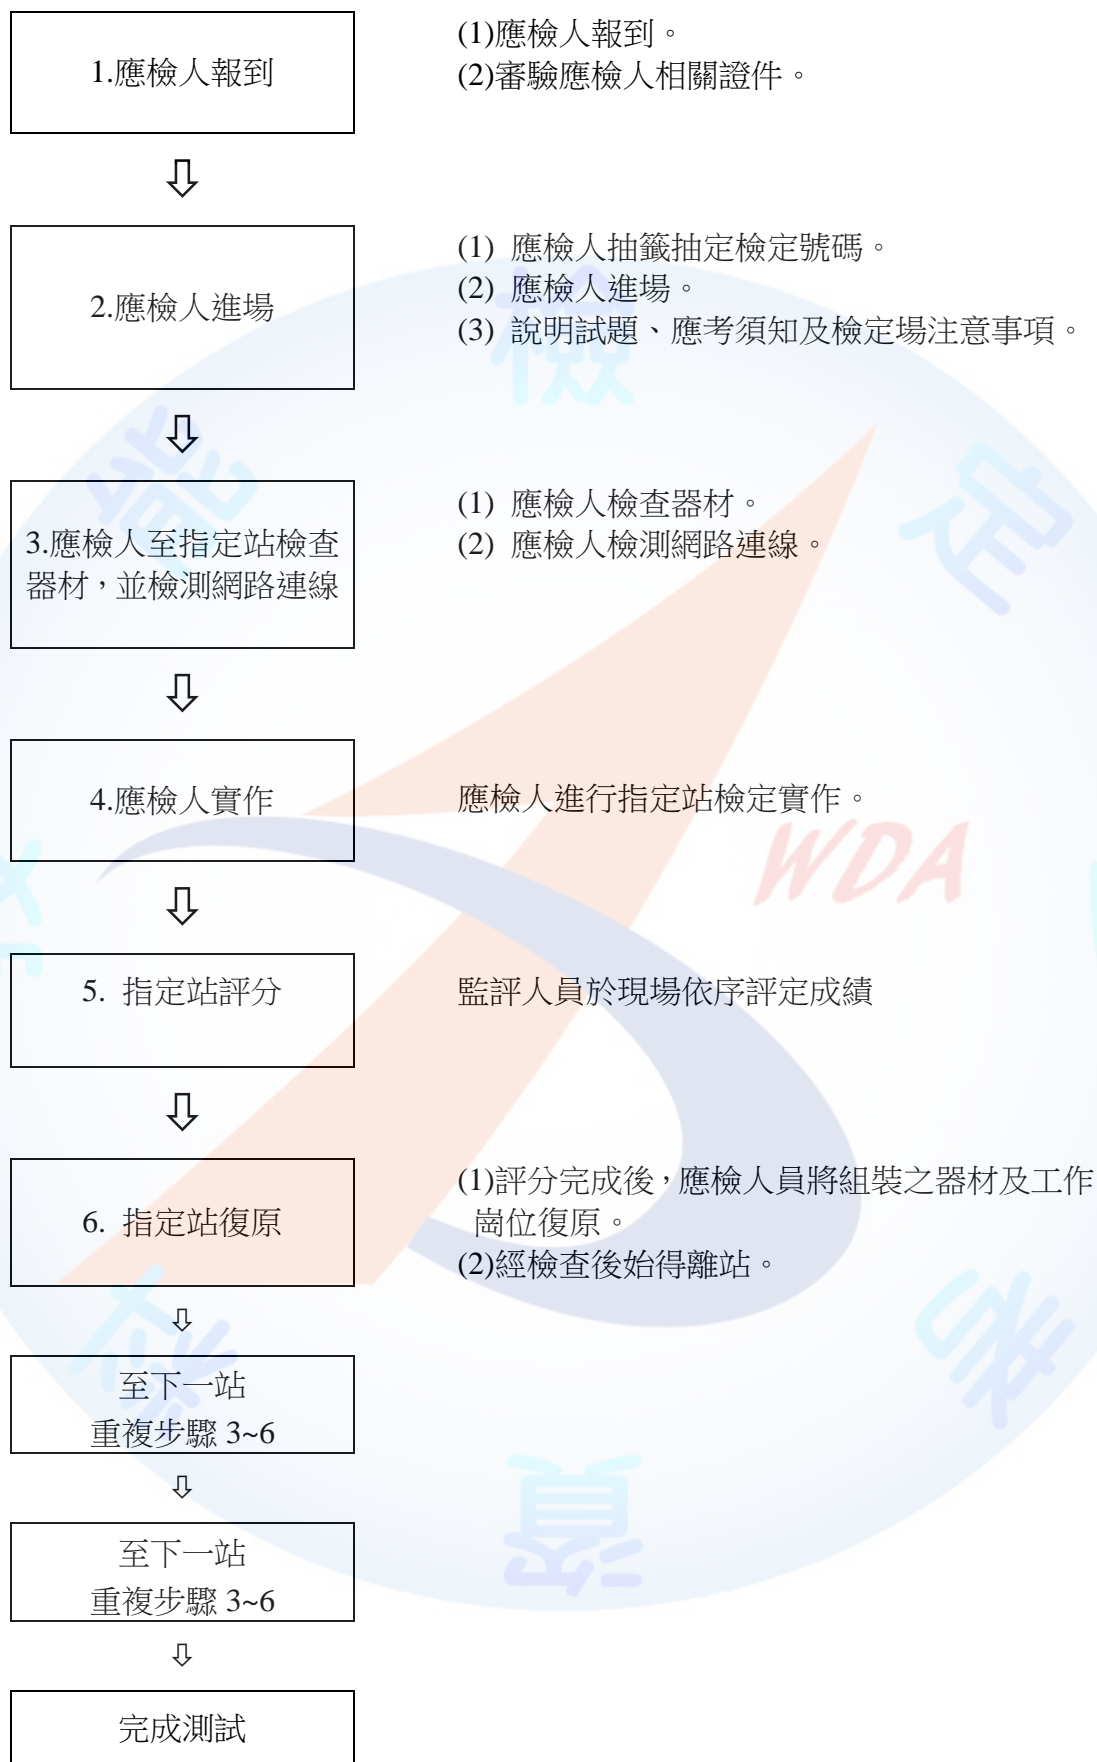 1.應檢人報到
(1)應檢人報到。
(2)審驗應檢人相關證件。
2.應檢人進場
(1) 應檢人抽籤抽定檢定號碼。
(2) 應檢人進場。
(3) 說明試題、應考須知及檢定場注意事項。
3.應檢人至指定站檢查
器材，並檢測網路連線
(1) 應檢人檢查器材。
(2) 應檢人檢測網路連線。
4.應檢人實作
應檢人進行指定站檢定實作。
5. 指定站評分
監評人員於現場依序評定成績
6. 指定站復原
(1)評分完成後，應檢人員將組裝之器材及工作
崗位復原。
(2)經檢查後始得離站。
至下一站
重複步驟 3~6
至下一站
重複步驟 3~6
完成測試
檢
定
能
WDA